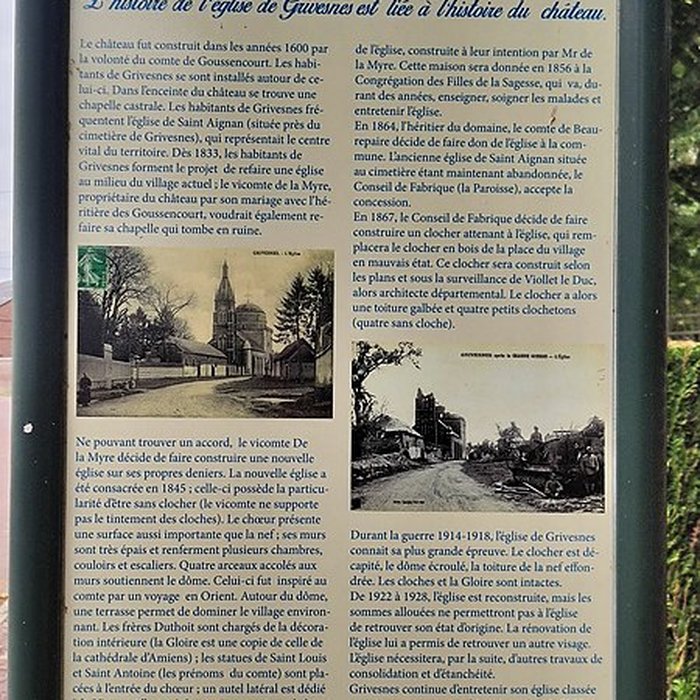 L'histoire de l'église de Grivesnes est liée à l'histoire du château.
Le château fut construit dans les années 1600 par
la volonté du comte de Goussencourt. Les habi-
tants de Grivesnes se sont installés autour de ce-
lui-ci. Dans l'enceinte du château se trouve une
chapelle castrale. Les habitants de Grivesnes fré-
quentent l'église de Saint Aignan (située près du
cimetière de Grivesnes), qui représentait le centre
vital du territoire. Dès 1833, les habitants de
Grivesnes forment le projet de refaire une église
au milieu du village actuel ; le vicomte de la Myre,
propriétaire du château par son mariage avec l'hé-
ritière des Goussencourt, voudrait également re-
faire sa chapelle qui tombe en ruine.
GRIVESNES. - L'Eglise
Ne pouvant trouver un accord, le vicomte De
la Myre décide de faire construire une nouvelle
église sur ses propres deniers. La nouvelle église a
été consacrée en 1845 ; celle-ci possède la particu-
larité d'être sans clocher (le vicomte ne supporte
pas le tintement des cloches). Le chœur présente
une surface aussi importante que la nef ; ses murs
sont très épais et renferment plusieurs chambres,
couloirs et escaliers. Quatre arceaux accolés aux
murs soutiennent le dôme. Celui-ci fut inspiré au
comte par un voyage en Orient. Autour du dôme,
une terrasse permet de dominer le village environ-
nant. Les frères Duthoit sont chargés de la décora-
tion intérieure (la Gloire est une copie de celle de
la cathédrale d'Amiens) ; les statues de Saint Louis
et Saint Antoine (les prénoms du comte) sont pla-
cées à l'entrée du chœur ; un autel latéral est dédié
de l'église, construite à leur intention par Mr de
la Myre. Cette maison sera donnée en 1856 à la
Congrégation des Filles de la Sagesse, qui va, du-
rant des années, enseigner, soigner les malades et
entretenir l'église.
En 1864, l'héritier du domaine, le comte de Beau-
repaire décide de faire don de l'église à la com-
mune. L'ancienne église de Saint Aignan située
au cimetière étant maintenant abandonnée, le
Conseil de Fabrique (la Paroisse), accepte la
concession.
En 1867, le Conseil de Fabrique décide de faire
construire un clocher attenant à l'église, qui rem-
placera le clocher en bois de la place du village
en mauvais état. Ce clocher sera construit selon
les plans et sous la surveillance de Viollet le Duc,
alors architecte départemental. Le clocher a alors
une toiture galbée et quatre petits clochetons
(quatre sans cloche).
GRIVESNES après la GRANDE GUERRE - L'Eglise
Durant la guerre 1914-1918, l'église de Grivesnes
connait sa plus grande épreuve. Le clocher est dé-
capité, le dôme écroulé, la toiture de la nef effon-
drée. Les cloches et la Gloire sont intactes.
De 1922 à 1928, l'église est reconstruite, mais les
sommes allouées ne permettront pas à l'église
de retrouver son état d'origine. La rénovation de
l'église lui a permis de retrouver un autre visage.
L'église nécessitera, par la suite, d'autres travaux de
consolidation et d'étanchéité.
Grivesnes continue d'entretenir son église classée